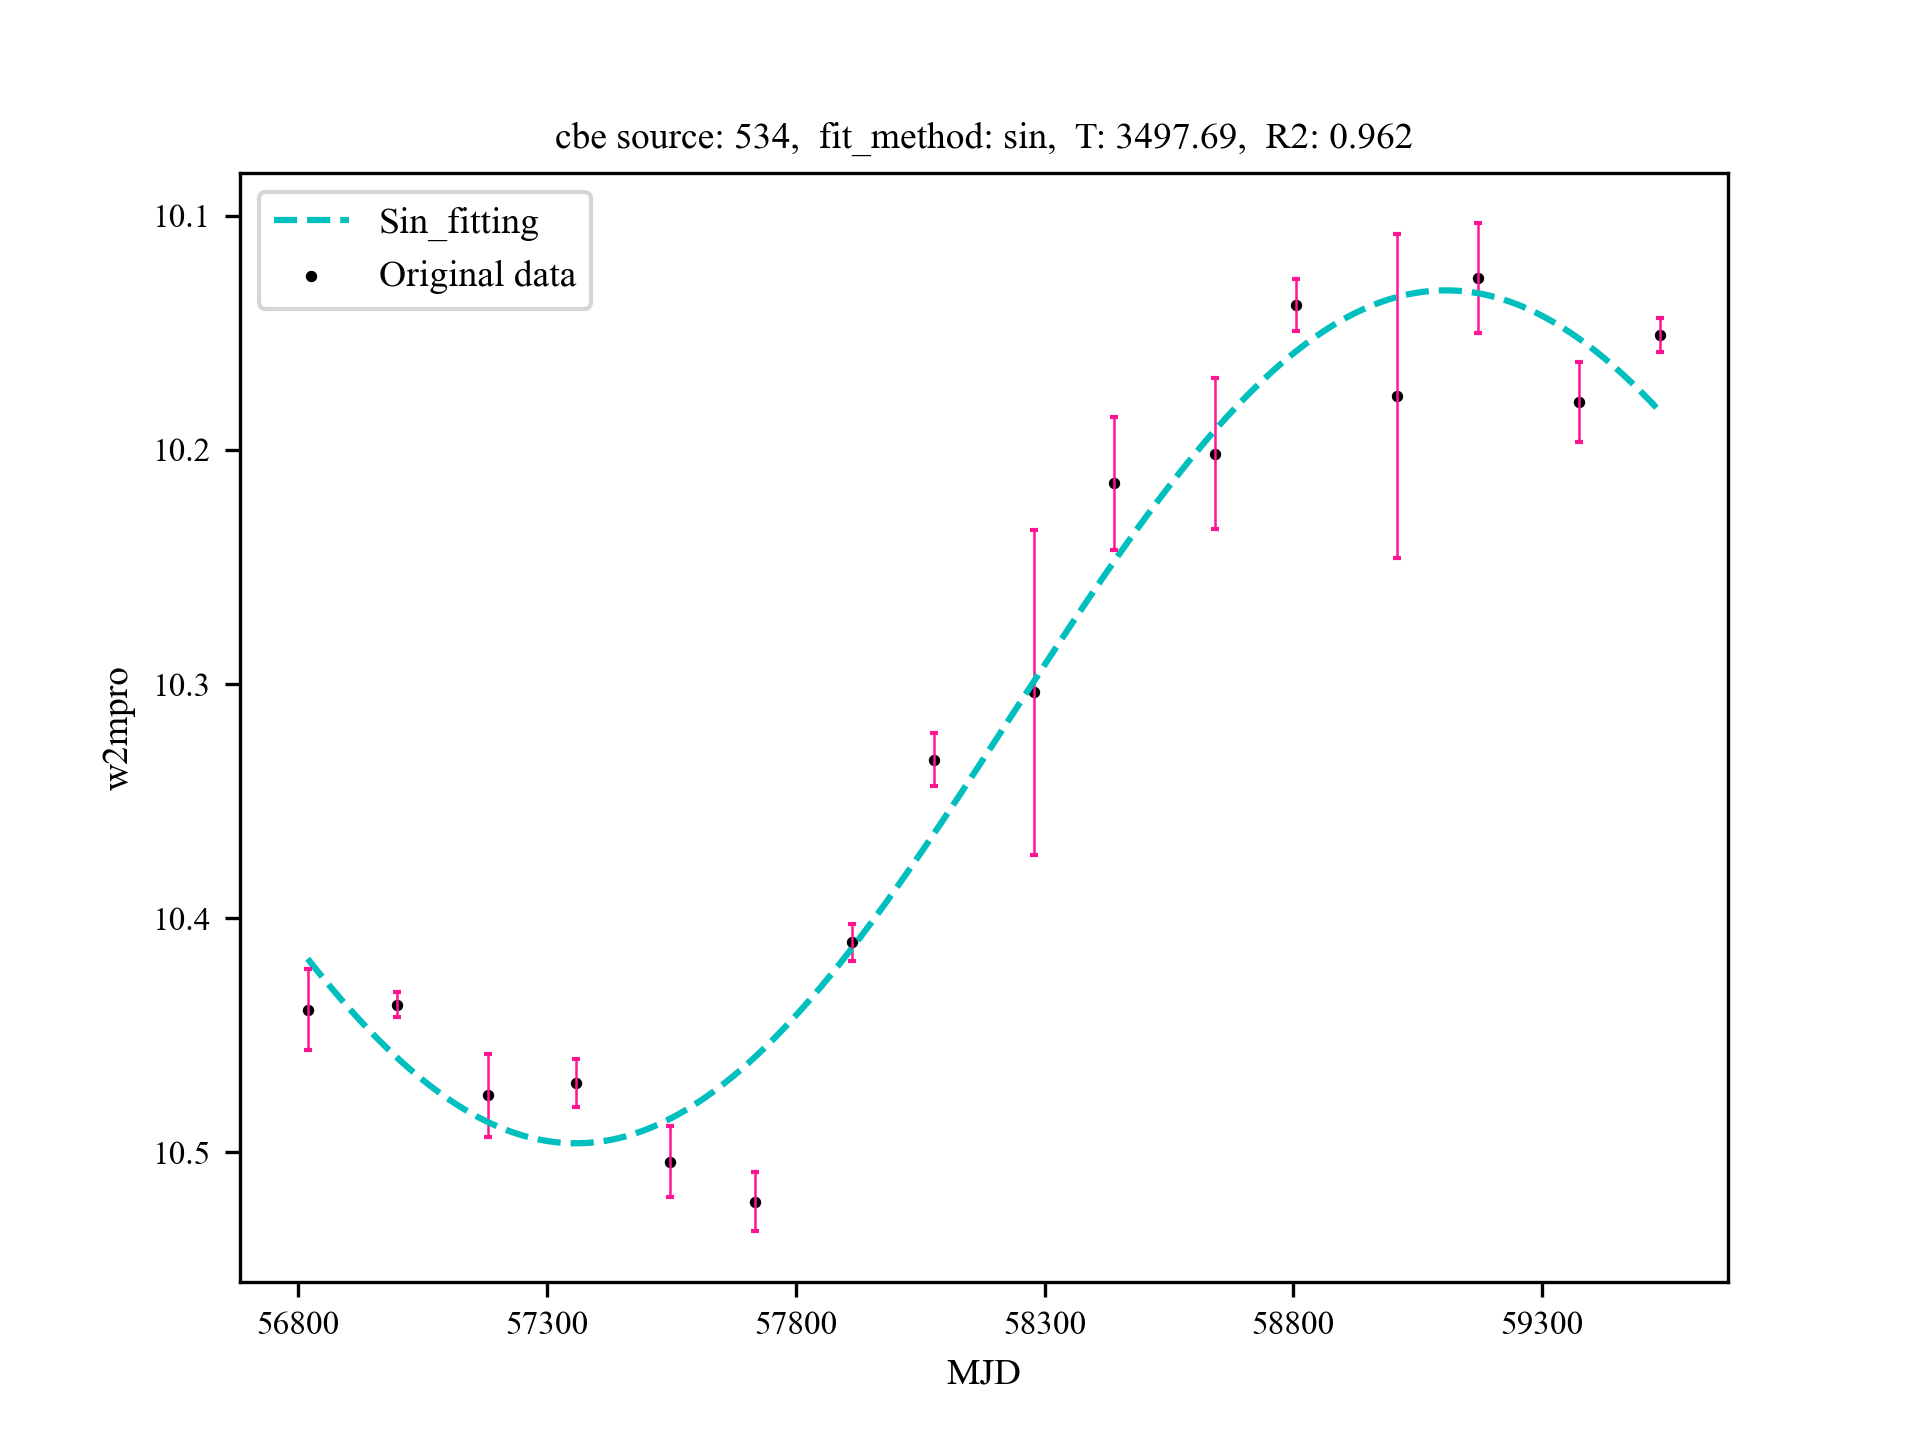 cbe source: 534,  fit_method: sin,  T: 3497.69,  R2: 0.962
Sin_fitting
Original data
10.1
10.2
10.3
10.4
10.5
w2mpro
56800 57300 57800 58300 58800 59300
MJD